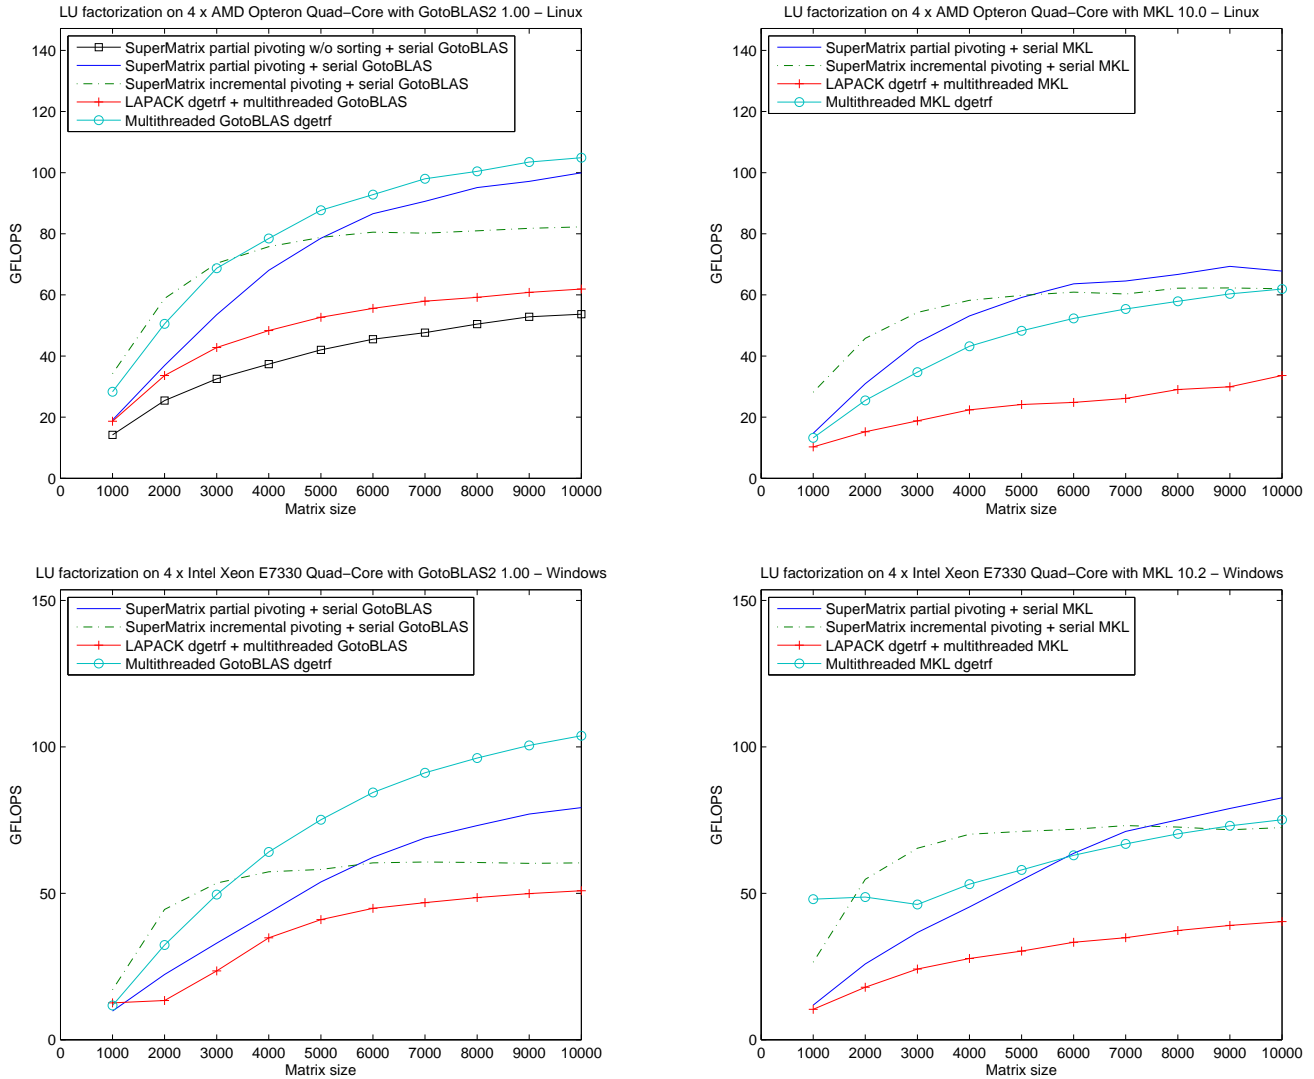 LU factorization on 4 x AMD Opteron Quad−Core with GotoBLAS2 1.00 − Linux
140
120
100
80
60
40
20
0
GFLOPS
SuperMatrix partial pivoting w/o sorting + serial GotoBLAS
SuperMatrix partial pivoting + serial GotoBLAS
SuperMatrix incremental pivoting + serial GotoBLAS
LAPACK dgetrf + multithreaded GotoBLAS
Multithreaded GotoBLAS dgetrf
0 1000 2000 3000 4000 5000 6000 7000 8000 9000 10000
Matrix size
LU factorization on 4 x AMD Opteron Quad−Core with MKL 10.0 − Linux
140
120
100
80
60
40
20
0
GFLOPS
SuperMatrix partial pivoting + serial MKL
SuperMatrix incremental pivoting + serial MKL
LAPACK dgetrf + multithreaded MKL
Multithreaded MKL dgetrf
0 1000 2000 3000 4000 5000 6000 7000 8000 9000 10000
Matrix size
LU factorization on 4 x Intel Xeon E7330 Quad−Core with GotoBLAS2 1.00 − Windows
150
100
50
0
GFLOPS
SuperMatrix partial pivoting + serial GotoBLAS
SuperMatrix incremental pivoting + serial GotoBLAS
LAPACK dgetrf + multithreaded GotoBLAS
Multithreaded GotoBLAS dgetrf
0 1000 2000 3000 4000 5000 6000 7000 8000 9000 10000
Matrix size
LU factorization on 4 x Intel Xeon E7330 Quad−Core with MKL 10.2 − Windows
150
100
50
0
GFLOPS
SuperMatrix partial pivoting + serial MKL
SuperMatrix incremental pivoting + serial MKL
LAPACK dgetrf + multithreaded MKL
Multithreaded MKL dgetrf
0 1000 2000 3000 4000 5000 6000 7000 8000 9000 10000
Matrix size